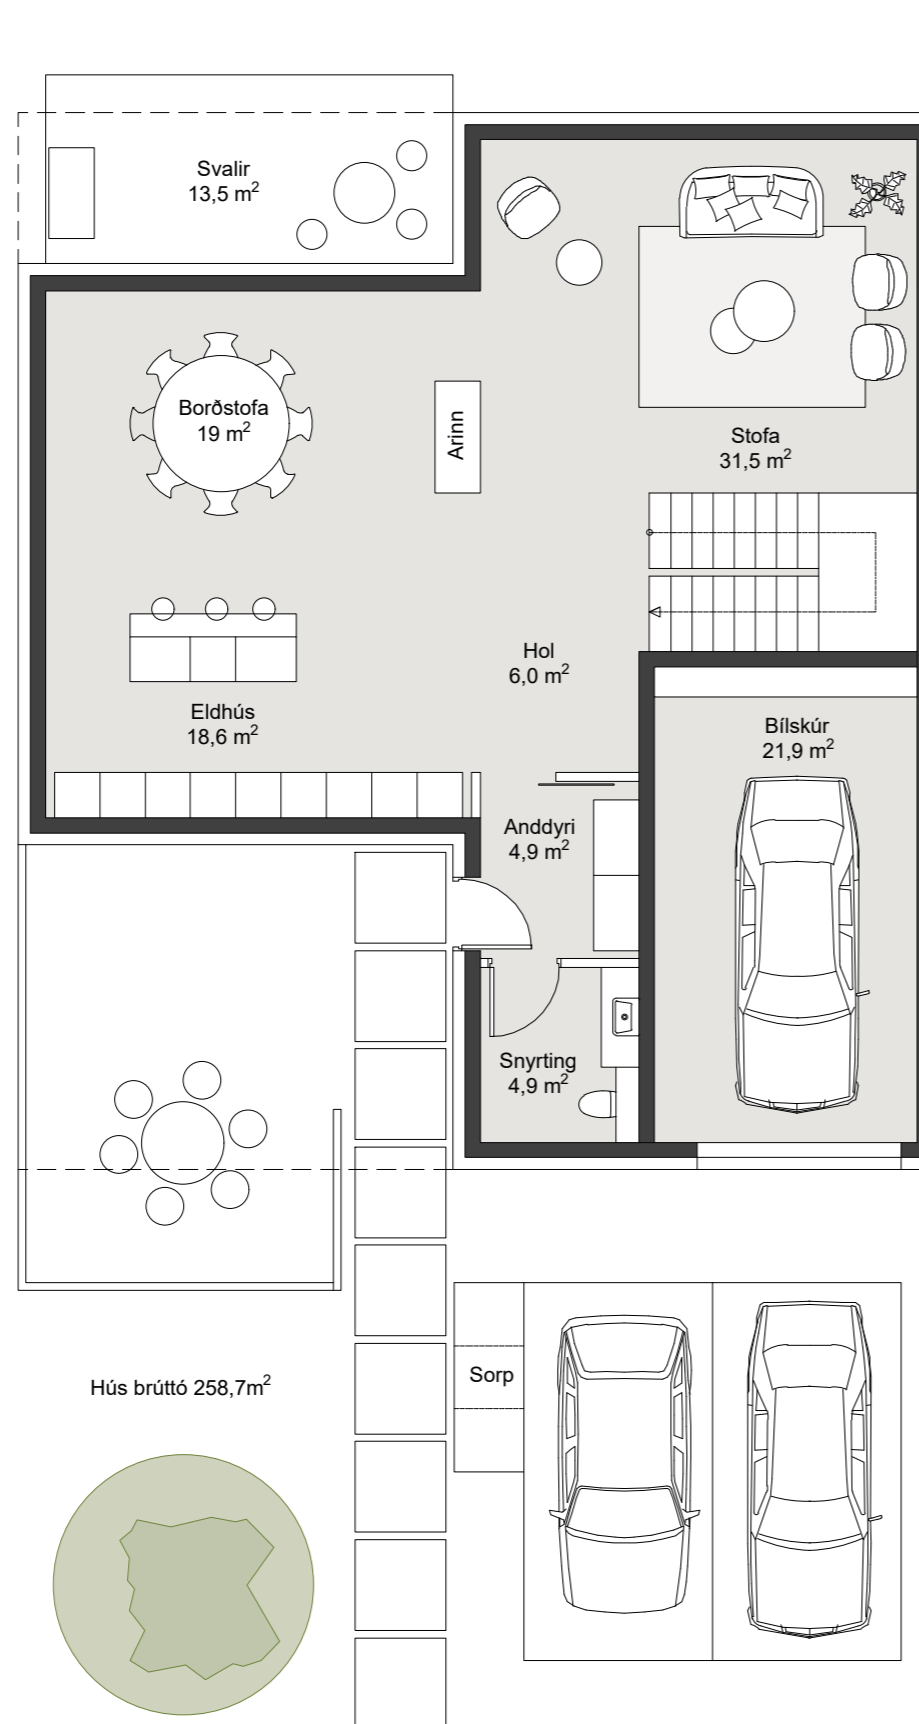 Svalir
13,5 m²
Borðstofa
19 m²
Arinn
Stofa
31,5 m²
Hol
6,0 m²
Eldhús
18,6 m²
Bílskúr
21,9 m²
Anddyri
4,9 m²
Snyrting
4,9 m²
Sorp
Hús brúttó 258,7m²